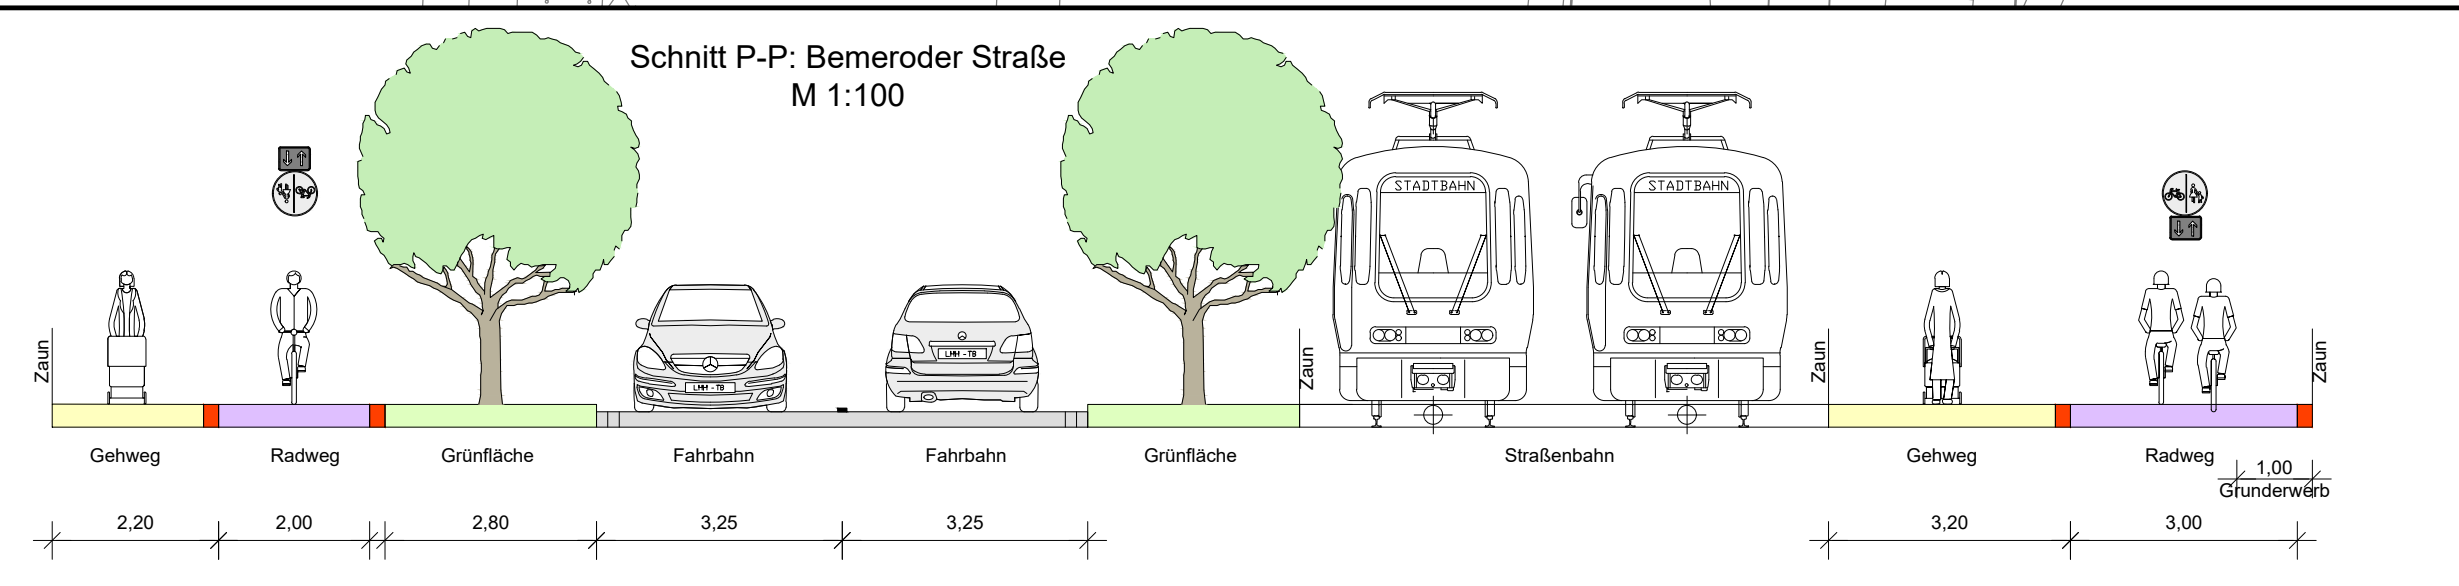 Schnitt P-P: Bemeroder Straße
M 1:100
STADTBAHN
STADTBAHN
Zaun
LHH - TB
LHH - TB
Zaun
Zaun
Zaun
Gehweg
Radweg
Grünfläche
Fahrbahn
Fahrbahn
Grünfläche
Straßenbahn
Gehweg
Radweg
1,00
Grunderwerb
2,20
2,00
2,80
3,25
3,25
3,20
3,00